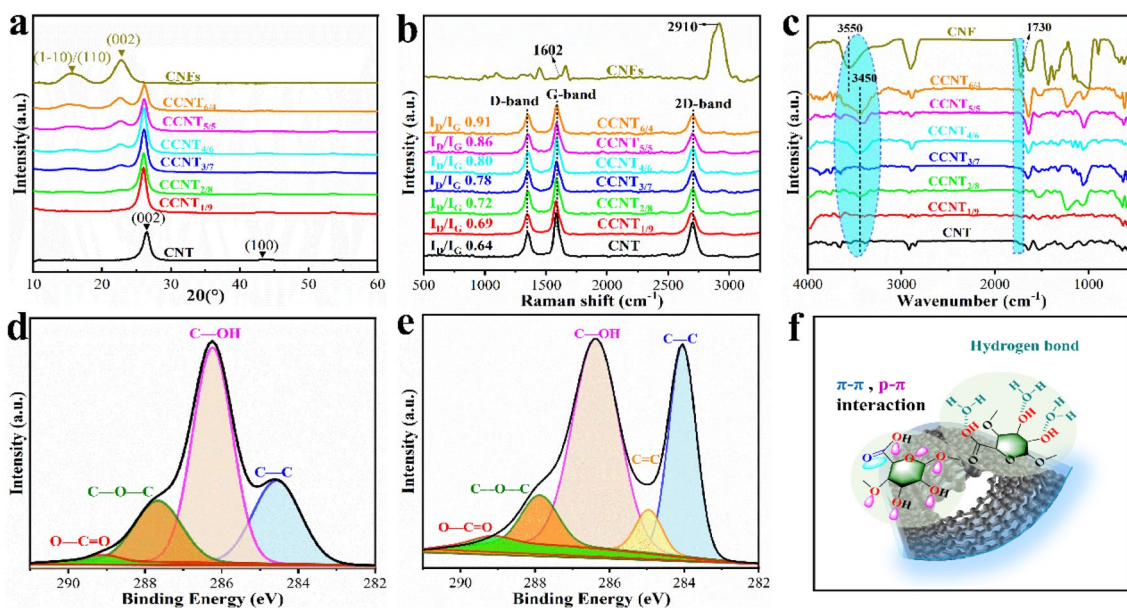 a
(1-10)/(110)
(002)
CNFs
CCNT6/4
CCNT5/5
CCNT4/6
CCNT3/7
CCNT2/8
CCNT1/9
(002)
(100)
CNT
Intensity(a.u.)
10 20 30 40 50 60
2θ(°)
b
2910
1602
CNFs
D-band G-band 2D-band
ID/IG 0.91 CCNT6/4
ID/IG 0.86 CCNT5/5
ID/IG 0.80 CCNT4/6
ID/IG 0.78 CCNT3/7
ID/IG 0.72 CCNT2/8
ID/IG 0.69 CCNT1/9
ID/IG 0.64 CNT
Intensity (a.u.)
500 1000 1500 2000 2500 3000
Raman shift (cm-1)
c
3550 1730
CNF
3450
CCNT6/4
CCNT5/5
CCNT4/6
CCNT3/7
CCNT2/8
CCNT1/9
CNT
Intensity (a.u.)
4000 3000 2000 1000
Wavenumber (cm-1)
d
C—OH
C—C
C—O—C
O—C=O
Intensity (a.u.)
290 288 286 284 282
Binding Energy (eV)
e
C—OH
C—C
C=C
C—O—C
O—C=O
Intensity (a.u.)
290 288 286 284 282
Binding Energy (eV)
f
Hydrogen bond
π-π , p-π
interaction
H O H
H O H
H O H
OH O OH OH
O O O
OH
O O O
O OH OH